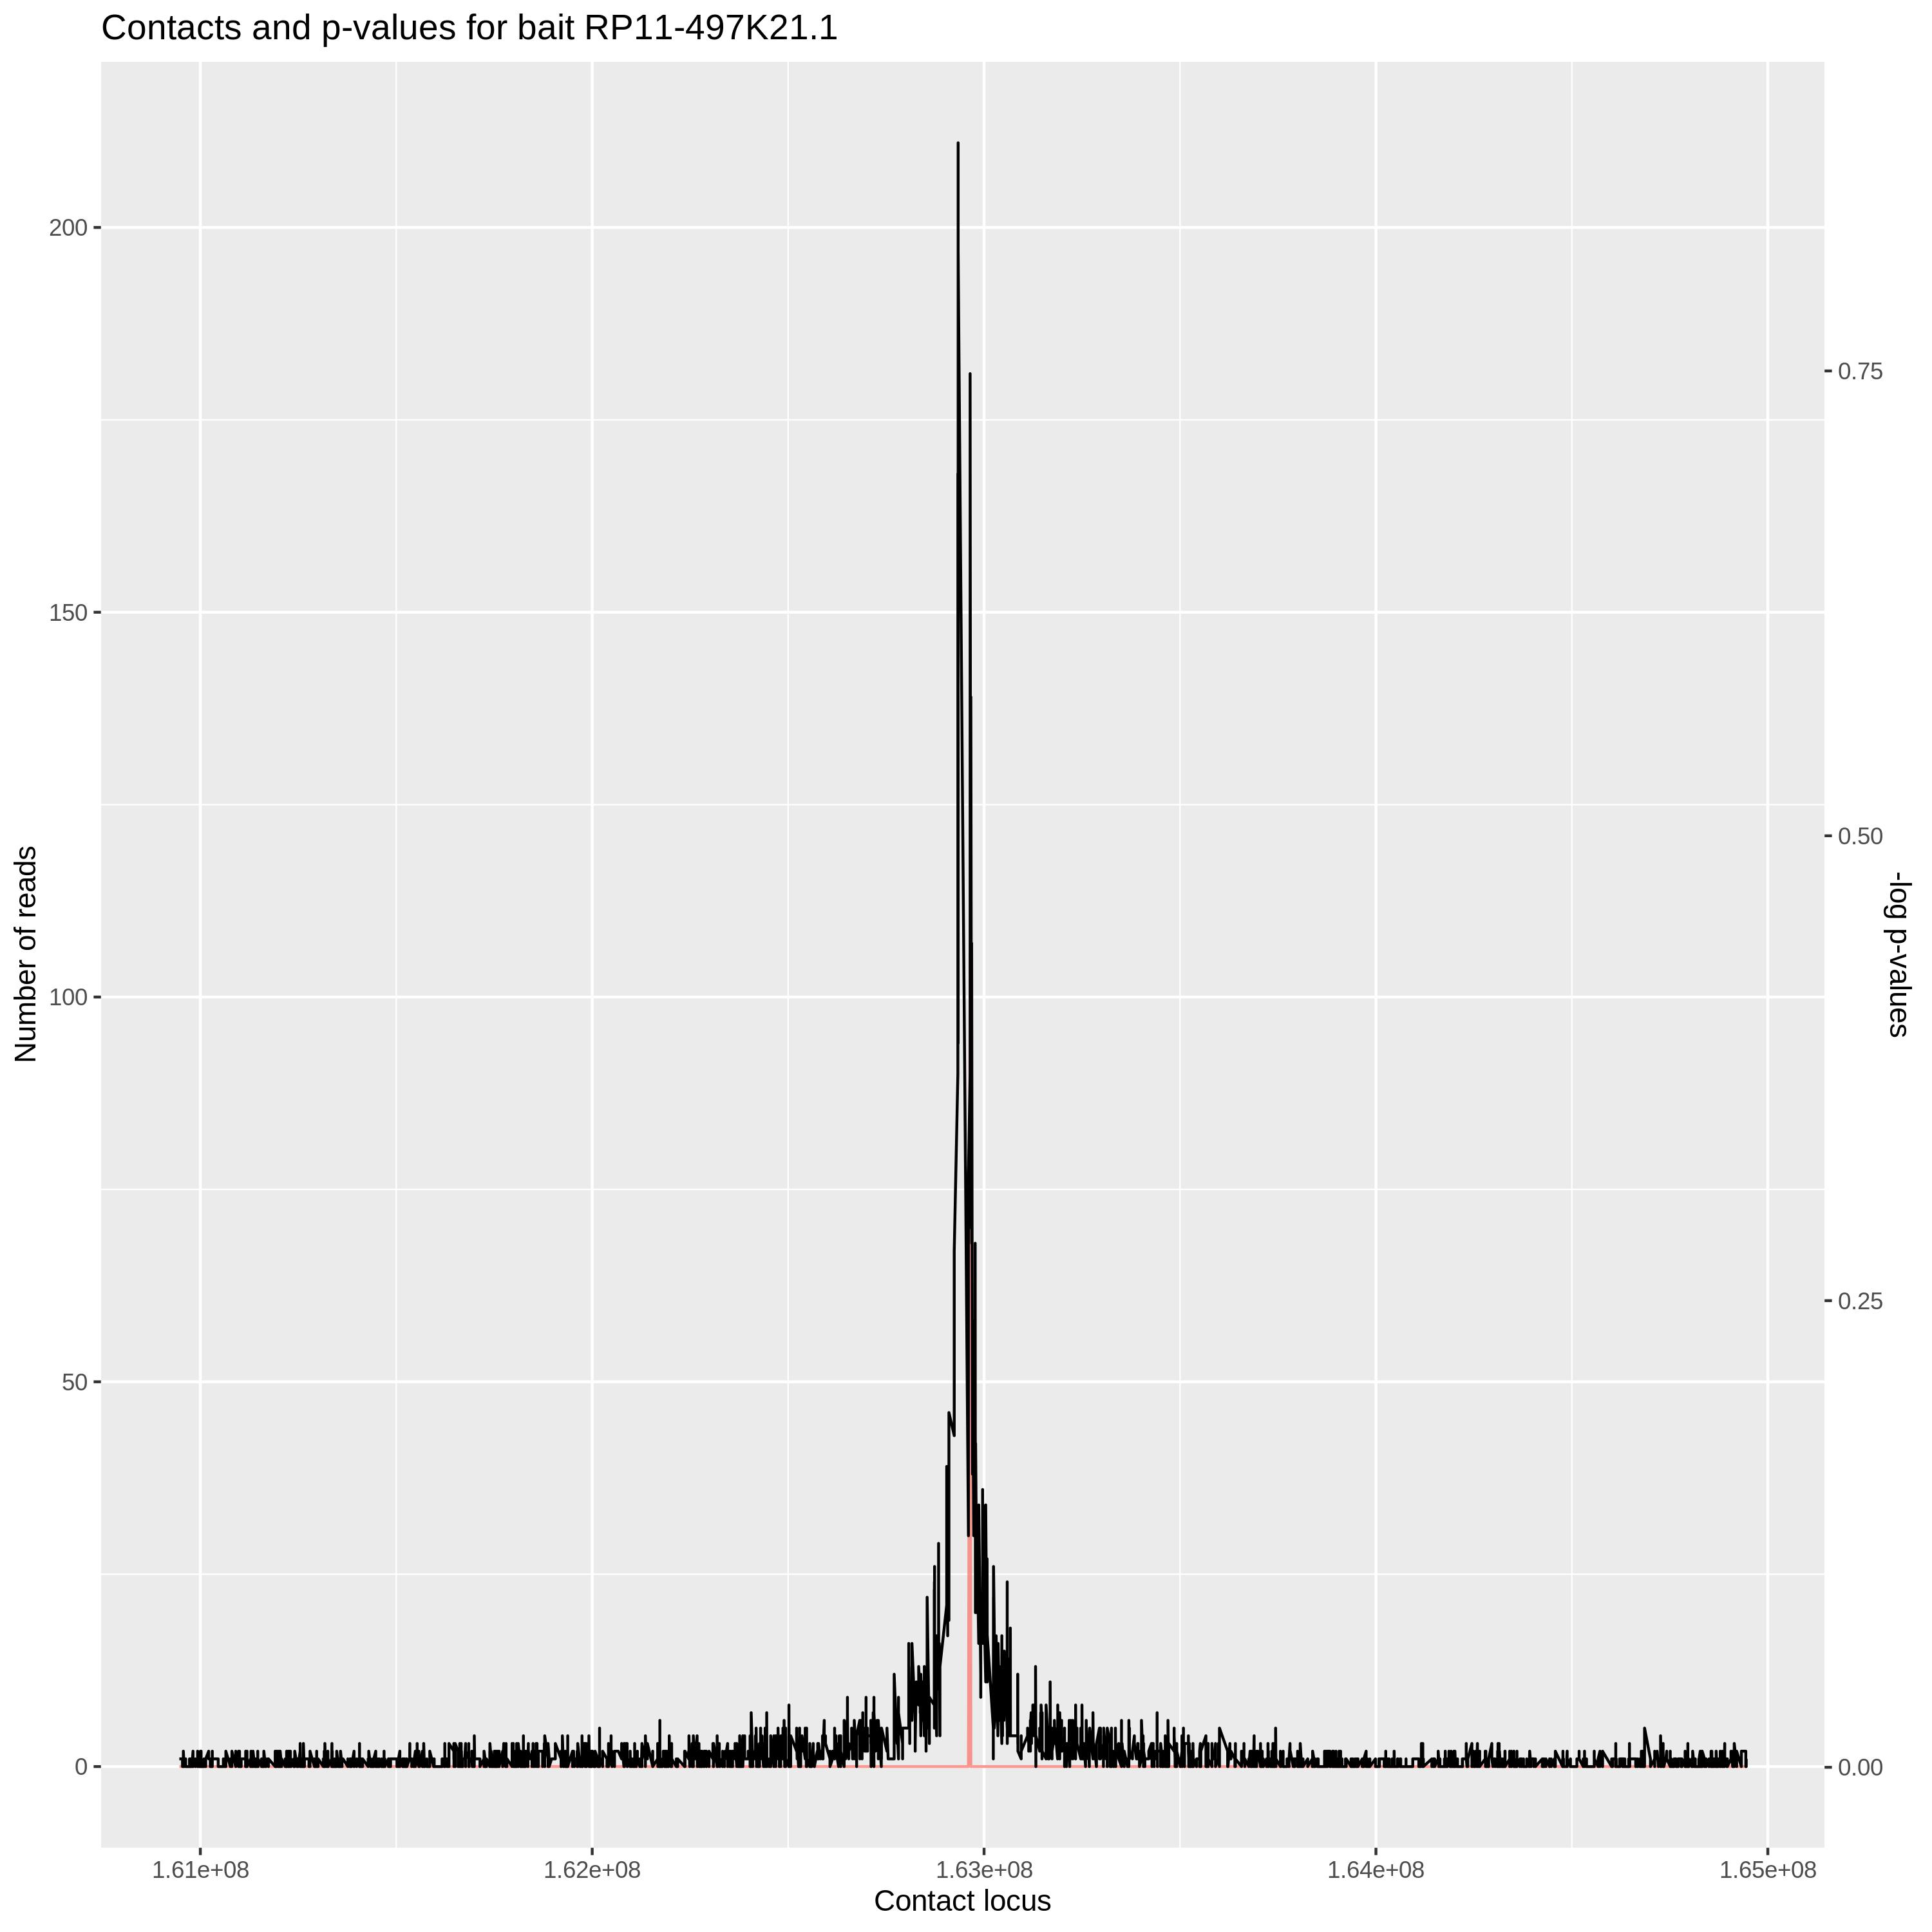 Contacts and p-values for bait RP11-497K21.1
200
150
100
50
0
Number of reads
0.75
0.50
0.25
0.00
-log p-values
1.61e+08
1.62e+08
1.63e+08
1.64e+08
1.65e+08
Contact locus